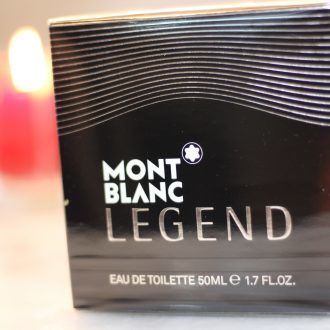 MONT
BLANC
LEGEND
EAU DE TOILETTE 50ML ℮ 1.7 FL.OZ.